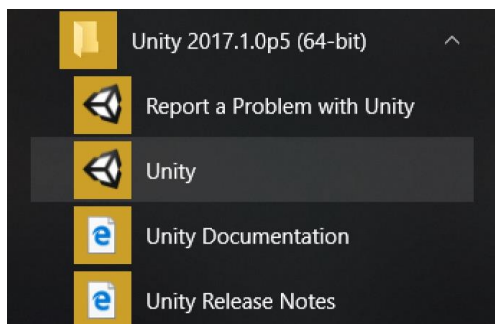 Unity 2017.1.0p5 (64-bit)
Report a Problem with Unity
Unity
Unity Documentation
Unity Release Notes